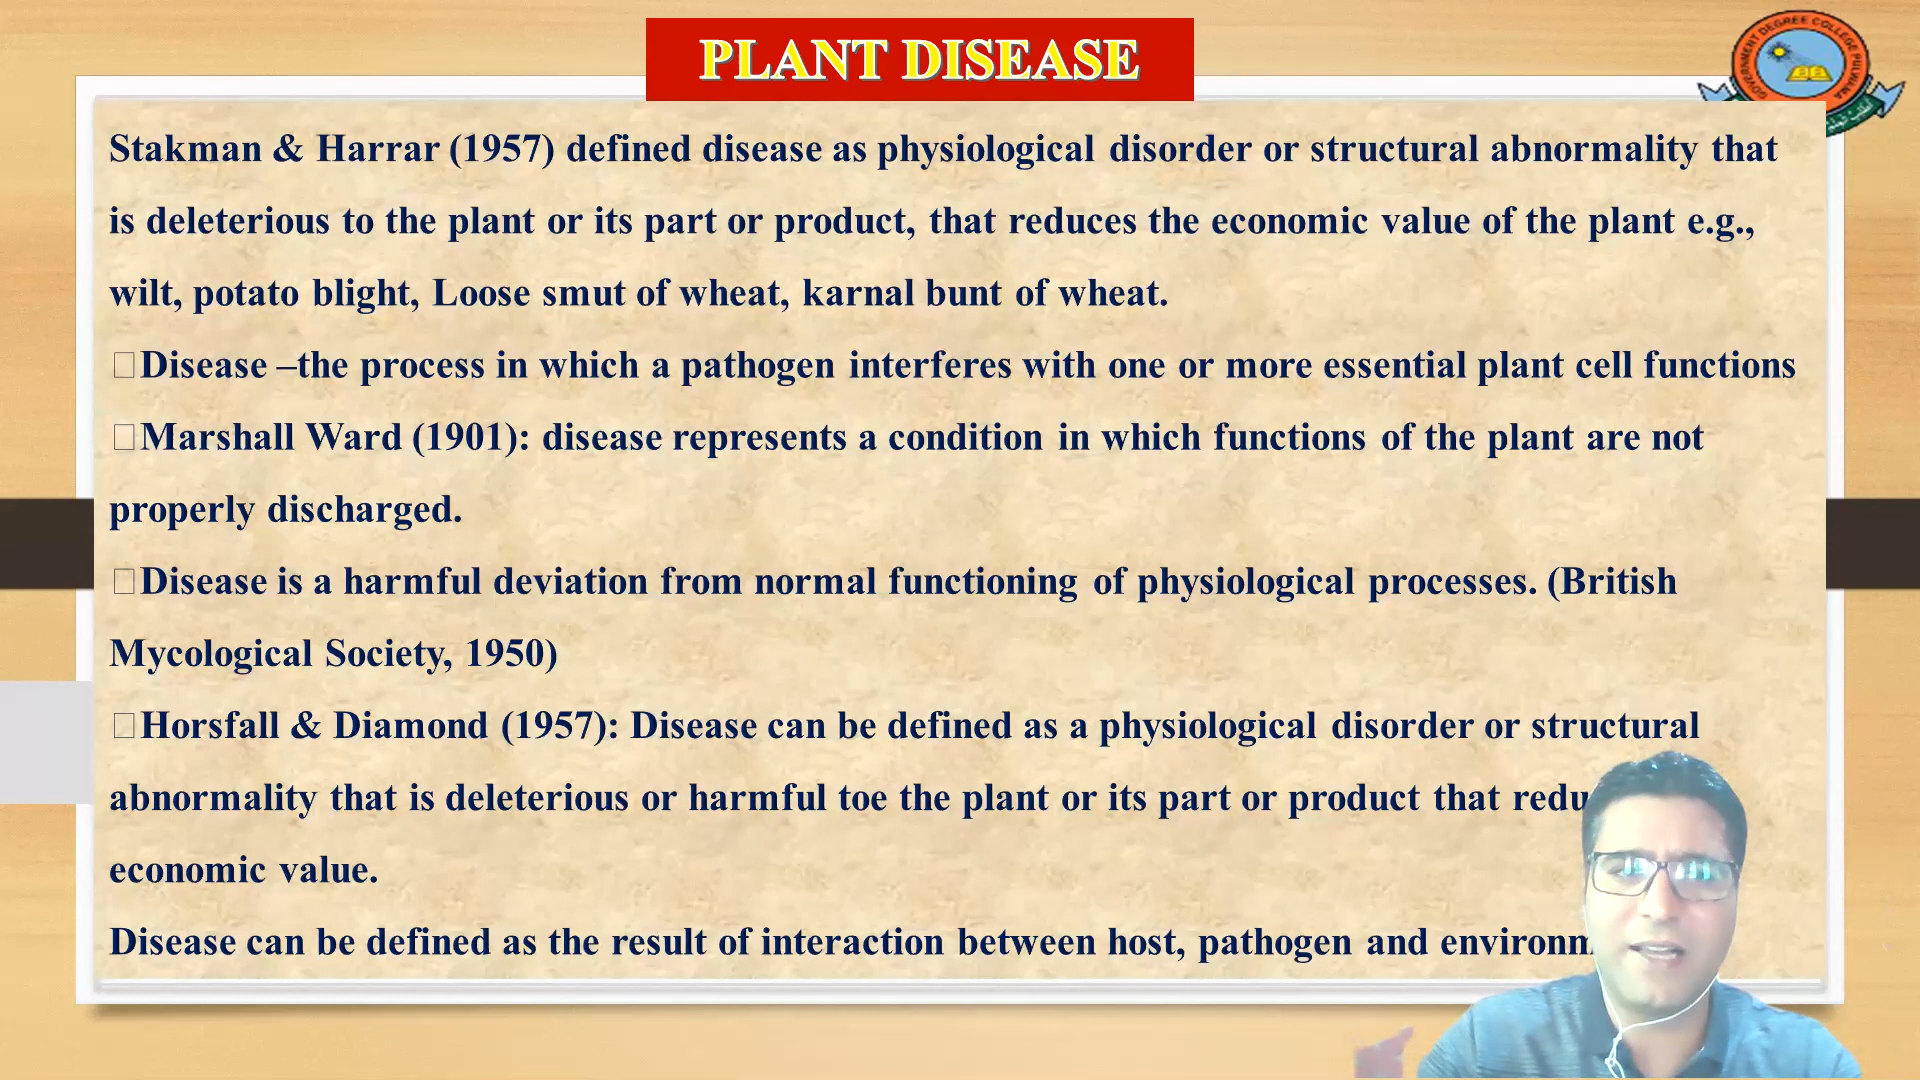 PLANT DISEASE
GOVERNMENT DEGREE COLLEGE
Stakman & Harrar (1957) defined disease as physiological disorder or structural abnormality that
is deleterious to the plant or its part or product, that reduces the economic value of the plant e.g.,
wilt, potato blight, Loose smut of wheat, karnal bunt of wheat.
Disease –the process in which a pathogen interferes with one or more essential plant cell functions
Marshall Ward (1901): disease represents a condition in which functions of the plant are not
properly discharged.
Disease is a harmful deviation from normal functioning of physiological processes. (British
Mycological Society, 1950)
Horsfall & Diamond (1957): Disease can be defined as a physiological disorder or structural
abnormality that is deleterious or harmful toe the plant or its part or product that
economic value.
Disease can be defined as the result of interaction between host, pathogen and